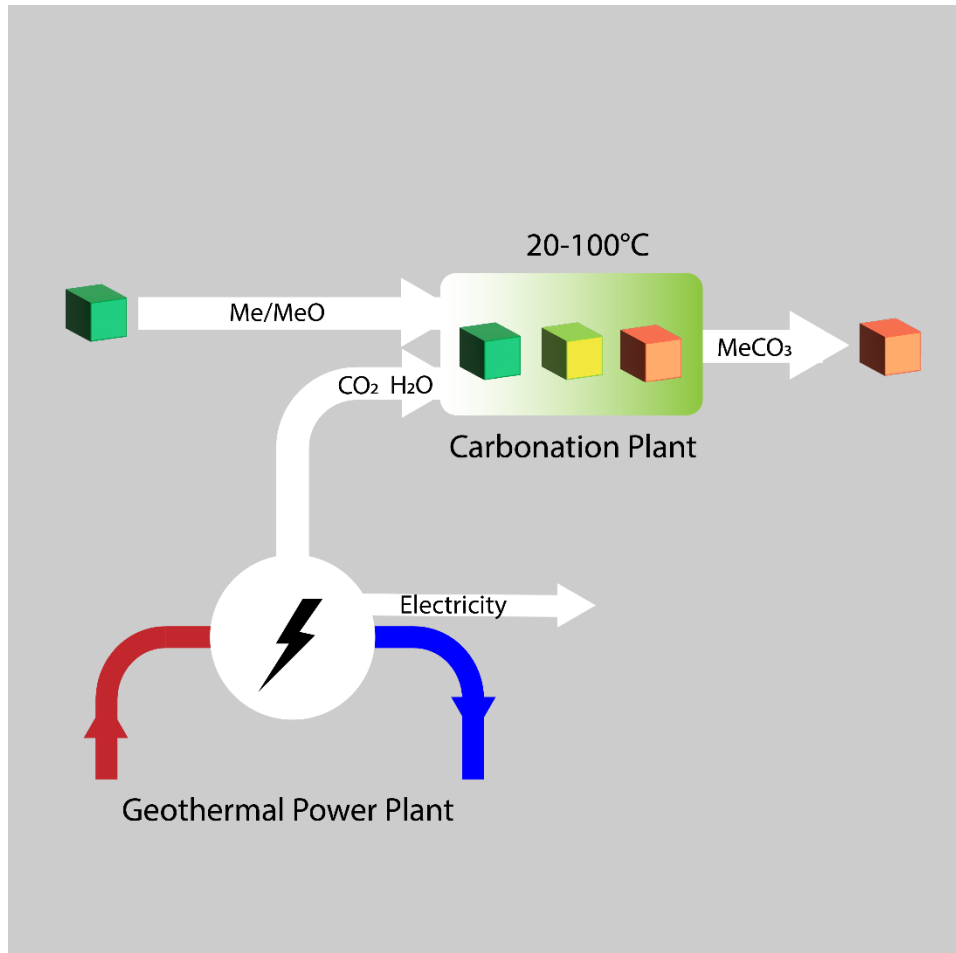 20-100°C
Me/MeO
MeCO₃
CO₂ H₂O
Carbonation Plant
Electricity
Geothermal Power Plant